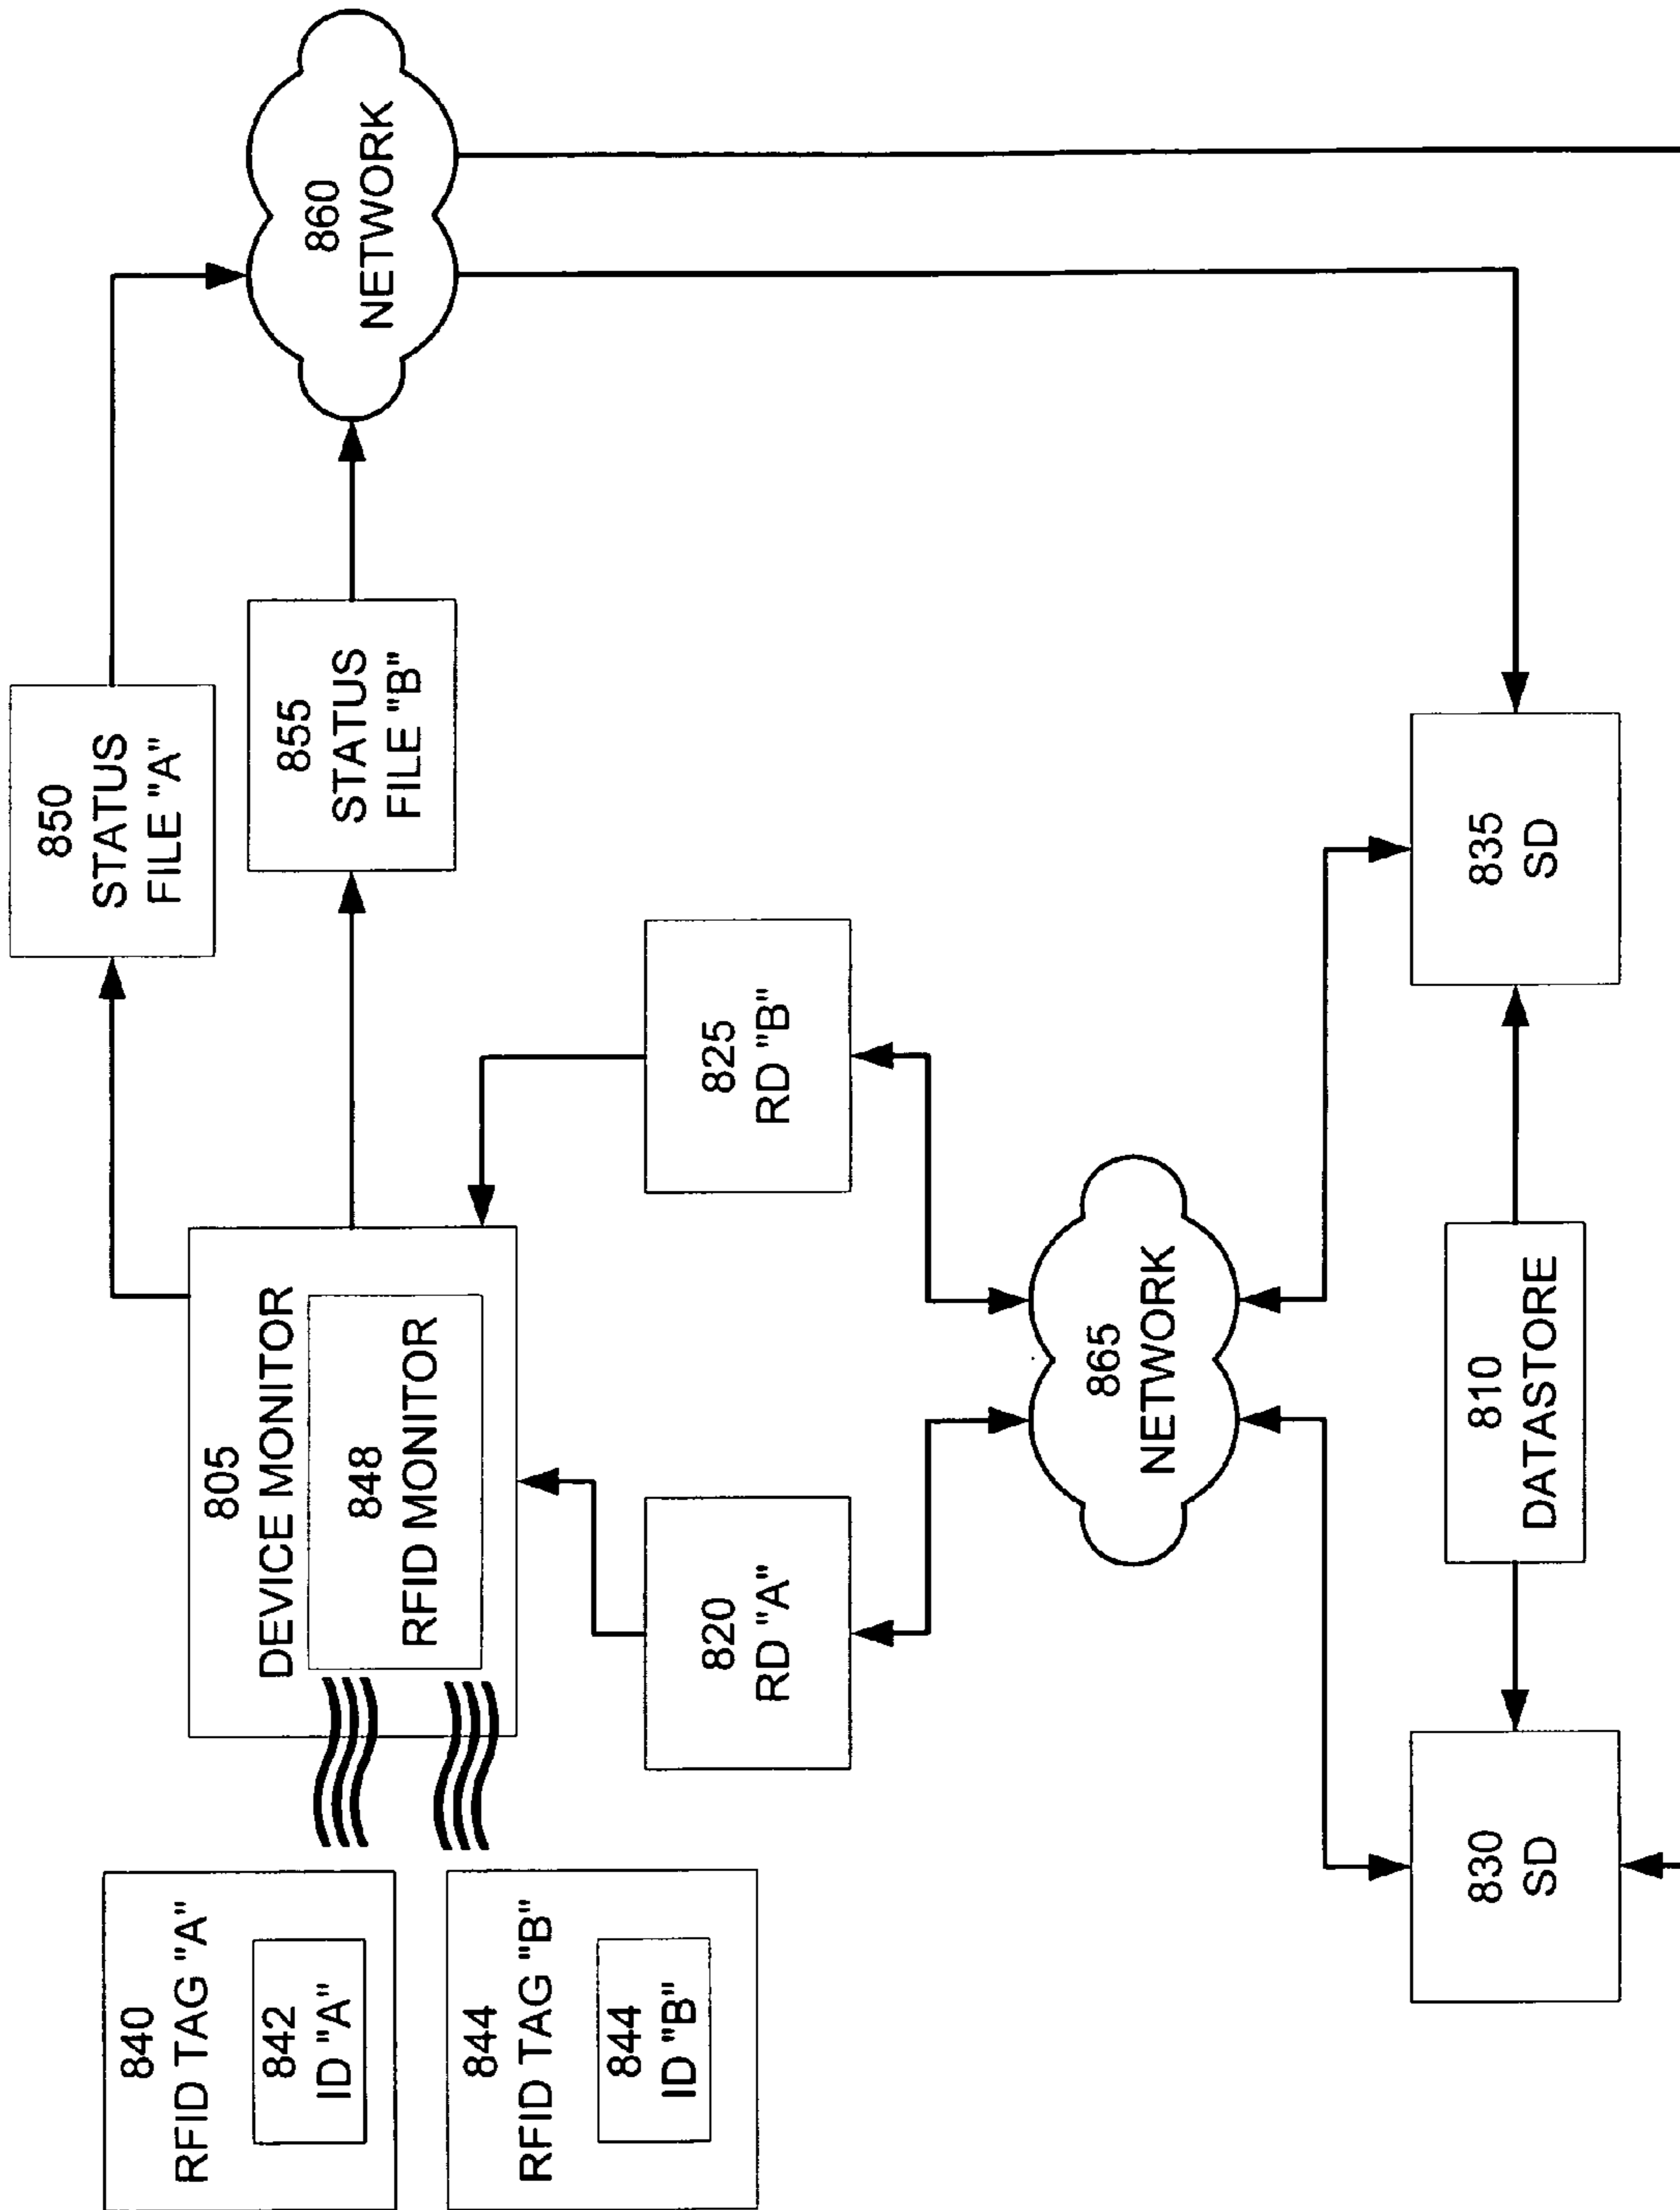 840
RFID TAG "A"
842
ID "A"
844
RFID TAG "B"
844
ID "B"
805
DEVICE MONITOR
848
RFID MONITOR
850
STATUS
FILE "A"
855
STATUS
FILE "B"
860
NETWORK
820
RD "A"
825
RD "B"
865
NETWORK
830
SD
810
DATASTORE
835
SD